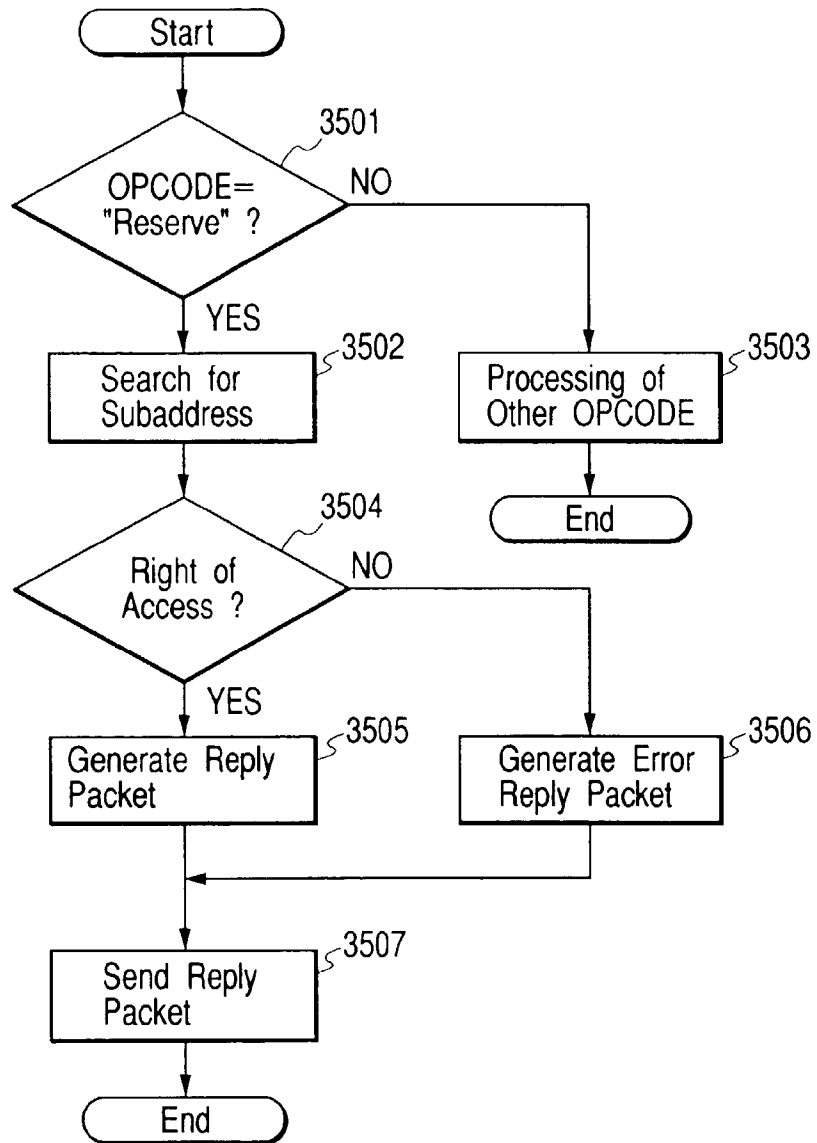 Start
3501
OPCODE=
"Reserve" ?
NO
YES
3502
Search for
Subaddress
3503
Processing of
Other OPCODE
End
3504
Right of
Access ?
NO
YES
3505
Generate Reply
Packet
3506
Generate Error
Reply Packet
3507
Send Reply
Packet
End